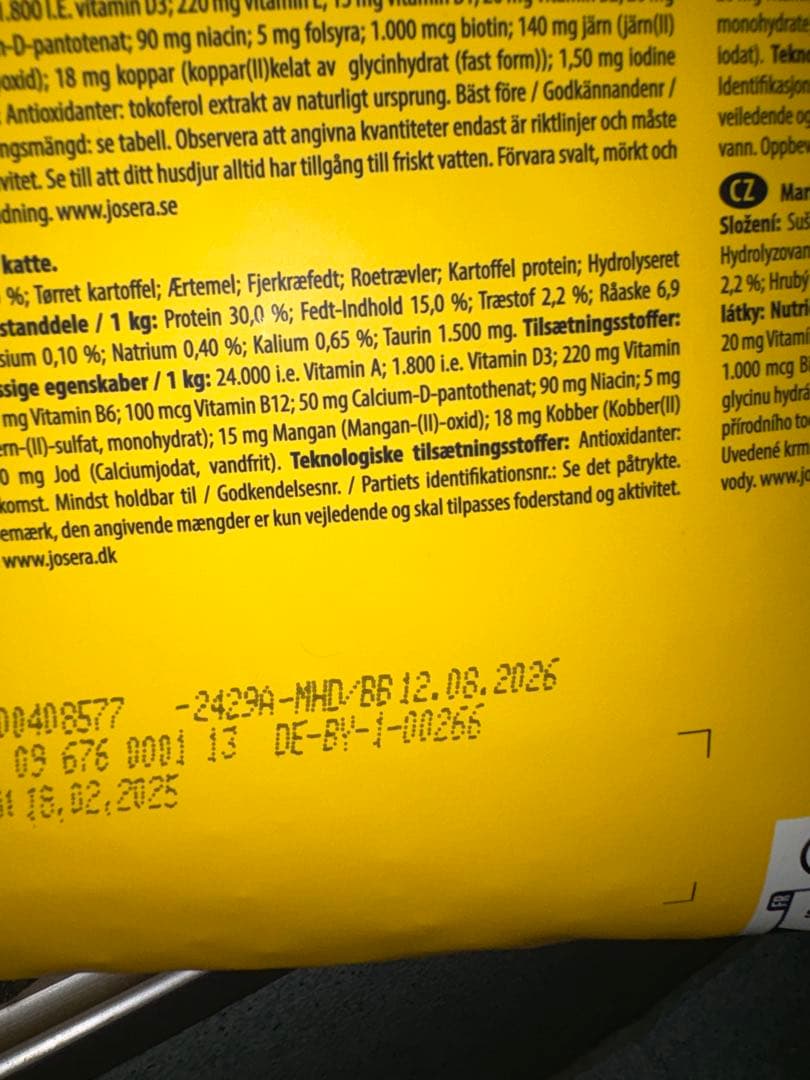 1.800 I.E. vitamin D3; 220 mg vitamin E;
-D-pantotenat; 90 mg niacin; 5 mg folsyra; 1.000 mcg biotin; 140 mg järn (järn(II)
oxid); 18 mg koppar (koppar(II)kelat av glycinhydrat (fast form)); 1,50 mg iodine
Antioxidanter: tokoferol extrakt av naturligt ursprung. Bäst före / Godkännandenr /
ngsmängd: se tabell. Observera att angivna kvantiteter endast är riktlinjer och måste
vitet. Se till att ditt husdjur alltid har tillgång till friskt vatten. Förvara svalt, mörkt och
dning. www.josera.se
katte.
%; Tørret kartoffel; Ærtemel; Fjerkræfedt; Roetrævler; Kartoffel protein; Hydrolyseret
standdele / 1 kg: Protein 30,0 %; Fedt-Indhold 15,0 %; Træstof 2,2 %; Råaske 6,9
sium 0,10 %; Natrium 0,40 %; Kalium 0,65 %; Taurin 1.500 mg. Tilsætningsstoffer:
ssige egenskaber / 1 kg: 24.000 i.e. Vitamin A; 1.800 i.e. Vitamin D3; 220 mg Vitamin
mg Vitamin B6; 100 mcg Vitamin B12; 50 mg Calcium-D-pantothenat; 90 mg Niacin; 5 mg
rn-(II)-sulfat, monohydrat); 15 mg Mangan (Mangan-(II)-oxid); 18 mg Kobber (Kobber(II)
0 mg Jod (Calciumjodat, vandfrit). Teknologiske tilsætningsstoffer: Antioxidanter:
komst. Mindst holdbar til / Godkendelsesnr. / Partiets identifikationsnr.: Se det påtrykte.
emærk, den angivende mængder er kun vejledende og skal tilpasses foderstand og aktivitet.
www.josera.dk
00408577 -2429A-MHD/BB 12.08.2026
09 676 0001 13 DE-BY-1-00266
18.02.2025
monohydrat
iodat). Tekn
Identifikasjon
veiledende og
vann. Oppbev
CZ Man
Složení: Suš
Hydrolyzovan
2,2 %; Hrubý
látky: Nutri
20 mg Vitami
1.000 mcg Bi
glycinu hydrá
přírodního to
Uvedené krm
vody. www.jo